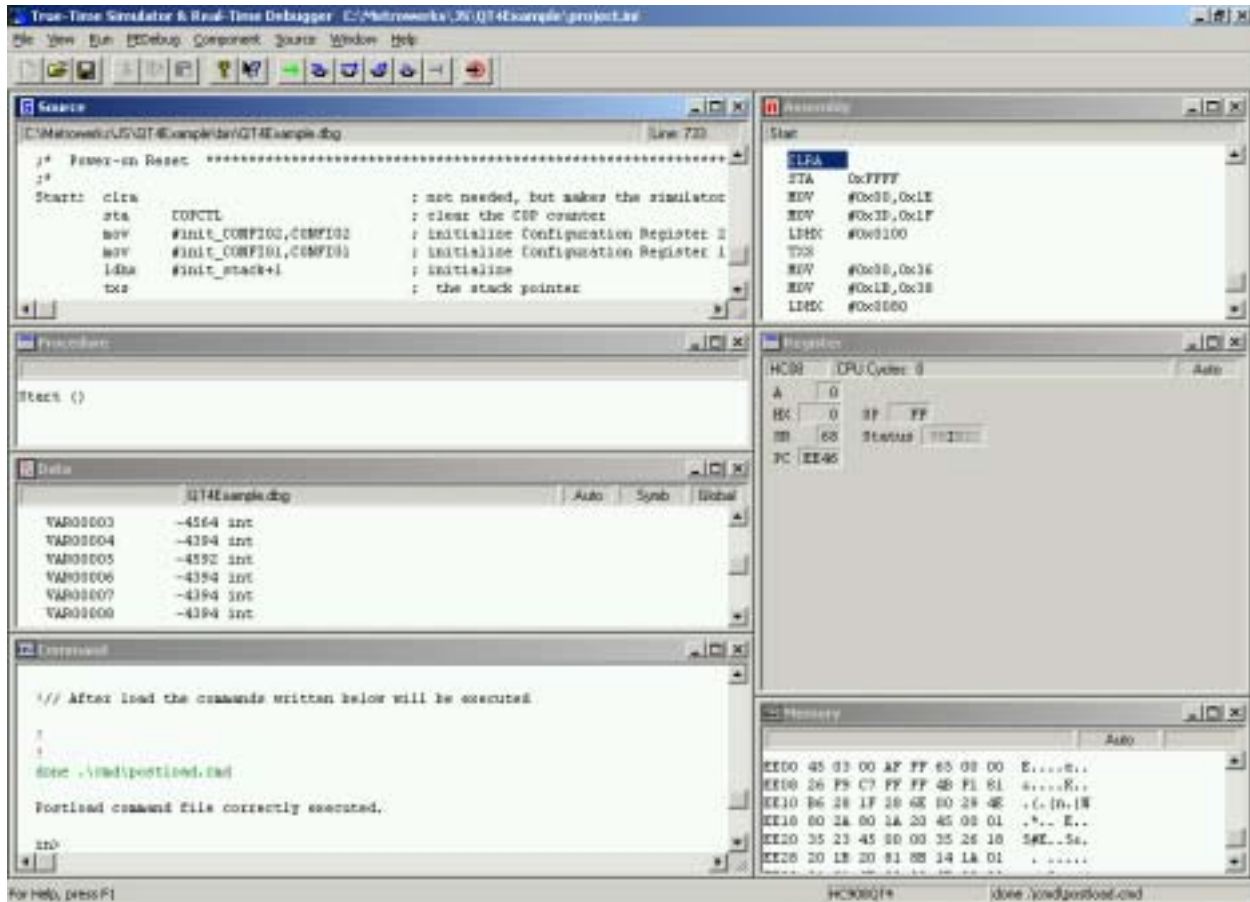 True-Time Simulator & Real-Time Debugger C:\Metrowerks\JS\QT4Example\project.ini
File View Run PEDebug Component Source Window Help
Source
C:\Metrowerks\JS\QT4Example\bin\QT4Example.dbg Line: 733
;* Power-on Reset
;*
Start: clra ; not needed, but makes the simulator
sta COPCTL ; clear the COP counter
mov #init_CONFIG2,CONFIG2 ; initialise Configuration Register 2
mov #init_CONFIG1,CONFIG1 ; initialise Configuration Register 1
ldhx #init_stack+1 ; initialise
txs ; the stack pointer
Assembly
Start
CLRA
STA 0xFFFF
MOV #0x00,0x1E
MOV #0x3D,0x1F
LDHX #0x0100
TXS
MOV #0x00,0x36
MOV #0x1B,0x38
LDHX #0x0080
Procedure
Start ()
Register
HC08 CPU Cycles: 0 Auto
A 0
HX 0 SP FF
SR 68 Status
PC EE46
Data
QT4Example.dbg Auto Symb Global
VAR00003 -4564 int
VAR00004 -4394 int
VAR00005 -4592 int
VAR00006 -4394 int
VAR00007 -4394 int
VAR00008 -4394 int
Command
!// After load the commands written below will be executed
!
!
done .\cmd\postload.cmd
Postload command file correctly executed.
in>
Memory
Auto
EE00 45 03 00 AF FF 65 00 00 E.....e..
EE08 26 F9 C7 FF FF 4B F1 81
EE10 B6 28 1F 28 6E 80 29 4E
EE18 80 2A 80 1A 20 45 00 01
EE20 35 23 45 00 00 35 26 18 5#E..5&.
EE28 20 1B 20 81 8B 14 1A 01
For Help, press F1 HC908QT4 done .\cmd\postload.cmd